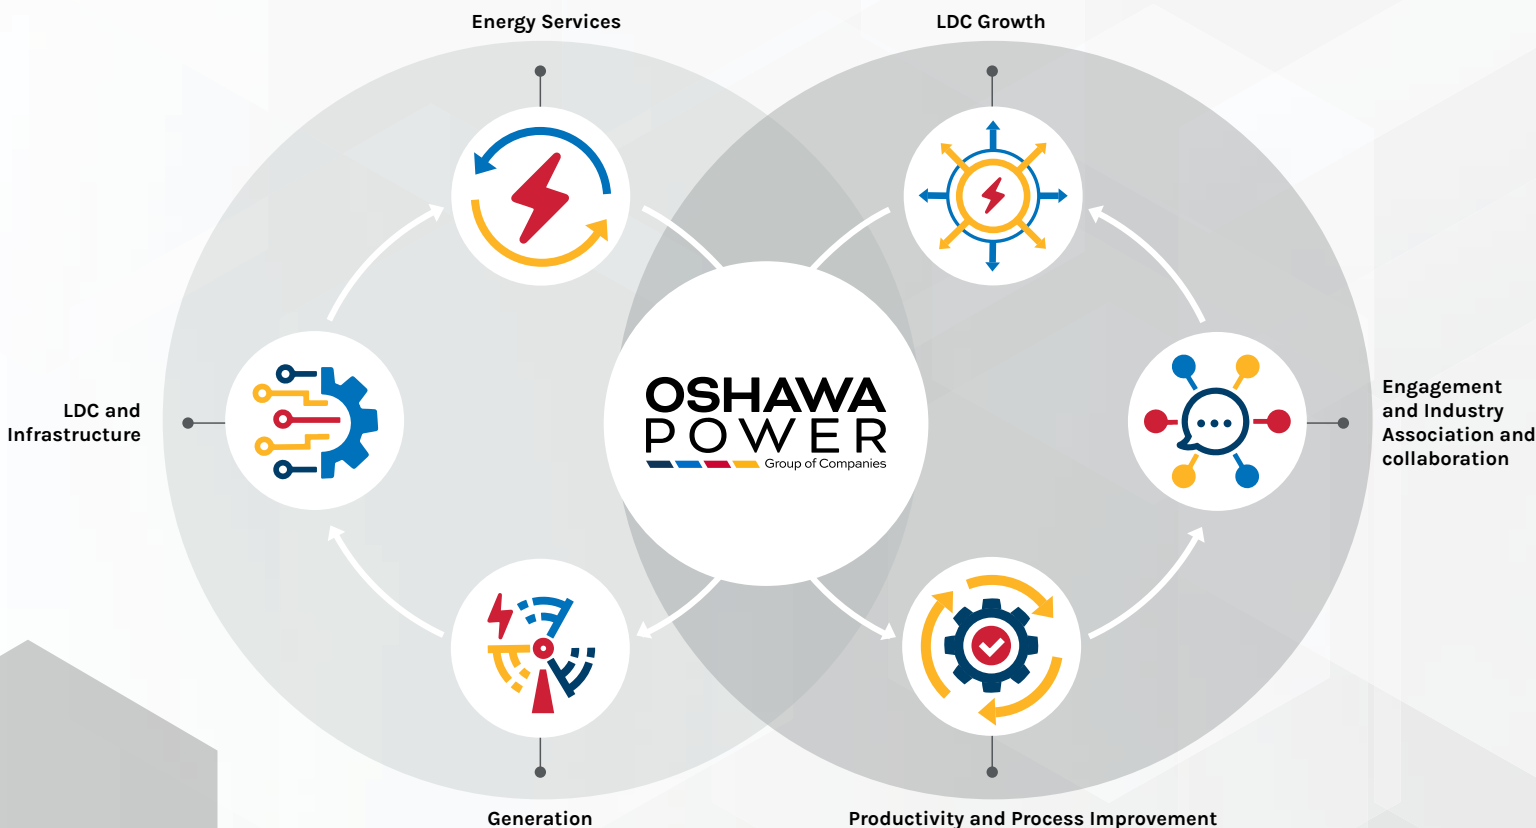 Energy Services
LDC Growth
LDC and
Infrastructure
OSHAWA
POWER
Group of Companies
Engagement
and Industry
Association and
collaboration
Generation
Productivity and Process Improvement